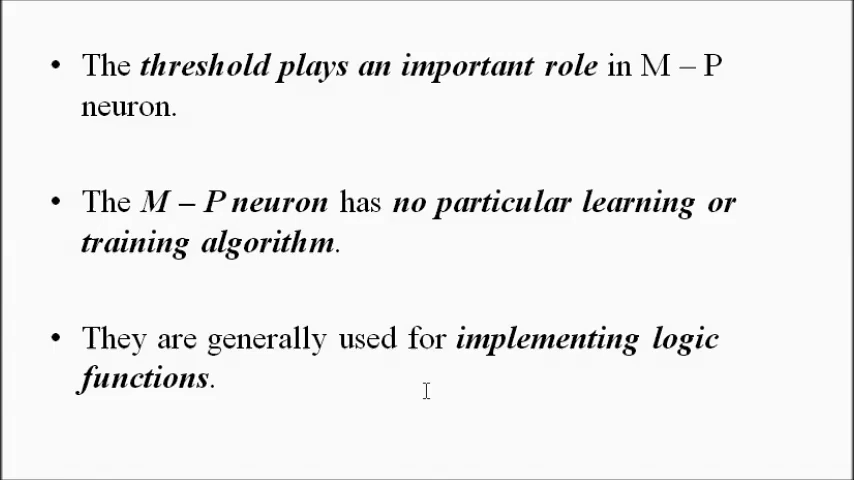 • The threshold plays an important role in M – P
neuron.
• The M – P neuron has no particular learning or
training algorithm.
• They are generally used for implementing logic
functions.